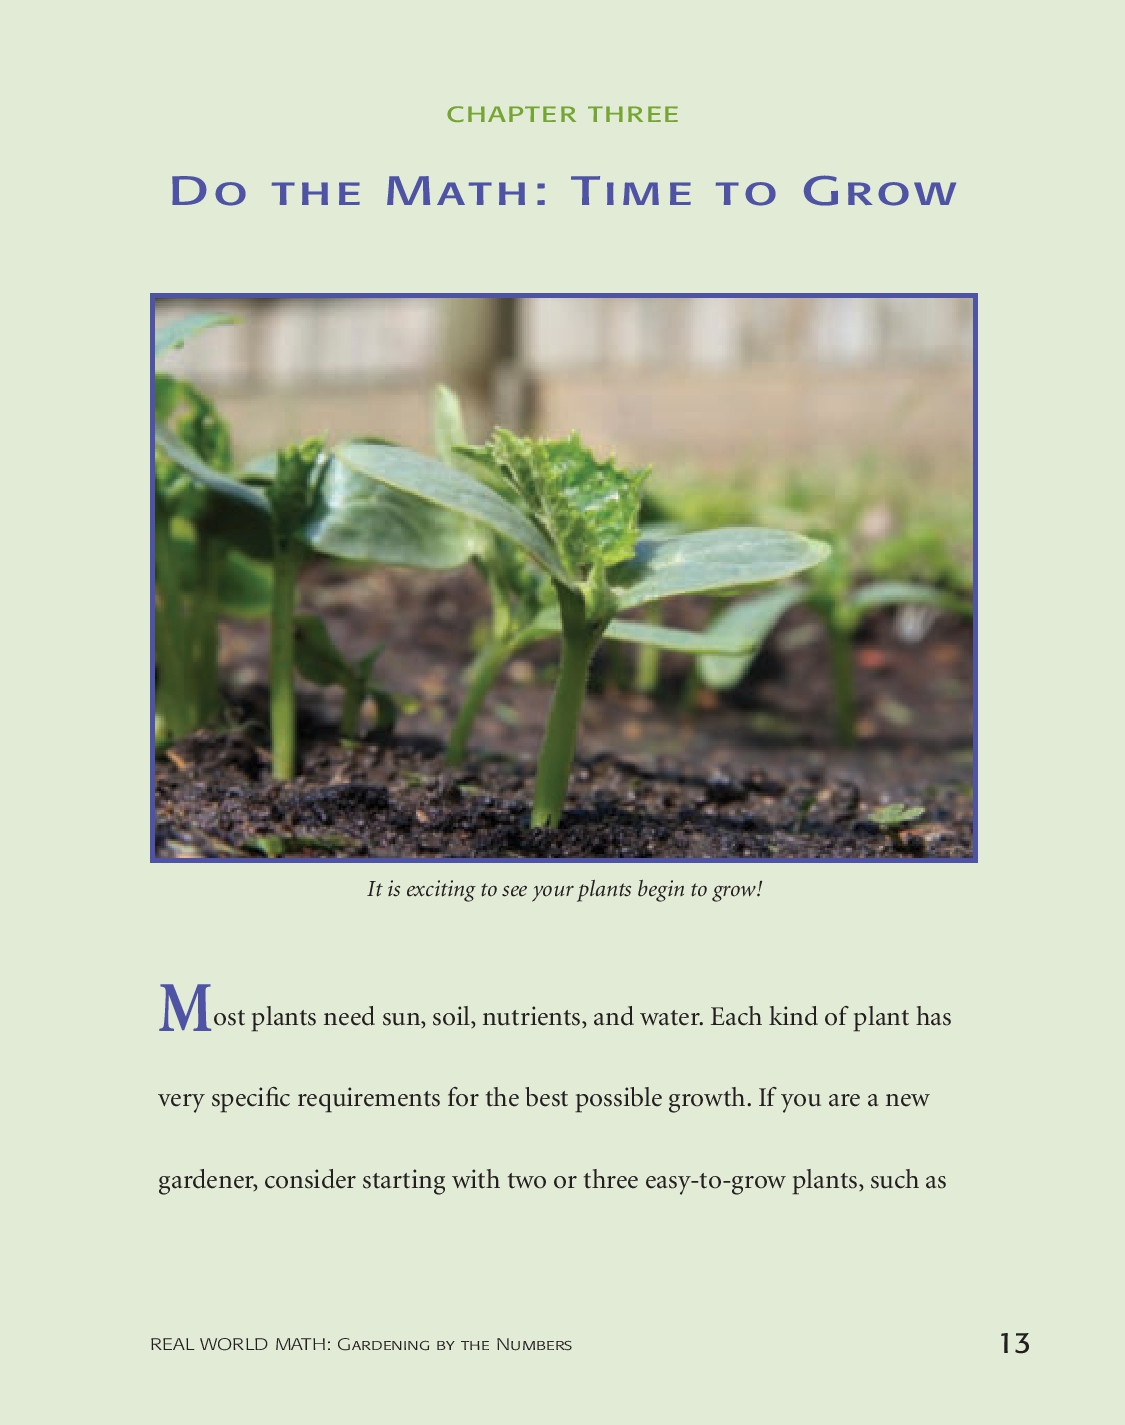 CHAPTER THREE
Do the Math: Time to Grow
It is exciting to see your plants begin to grow!
Most plants need sun, soil, nutrients, and water. Each kind of plant has
very specific requirements for the best possible growth. If you are a new
gardener, consider starting with two or three easy-to-grow plants, such as
REAL WORLD MATH: Gardening by the Numbers 13